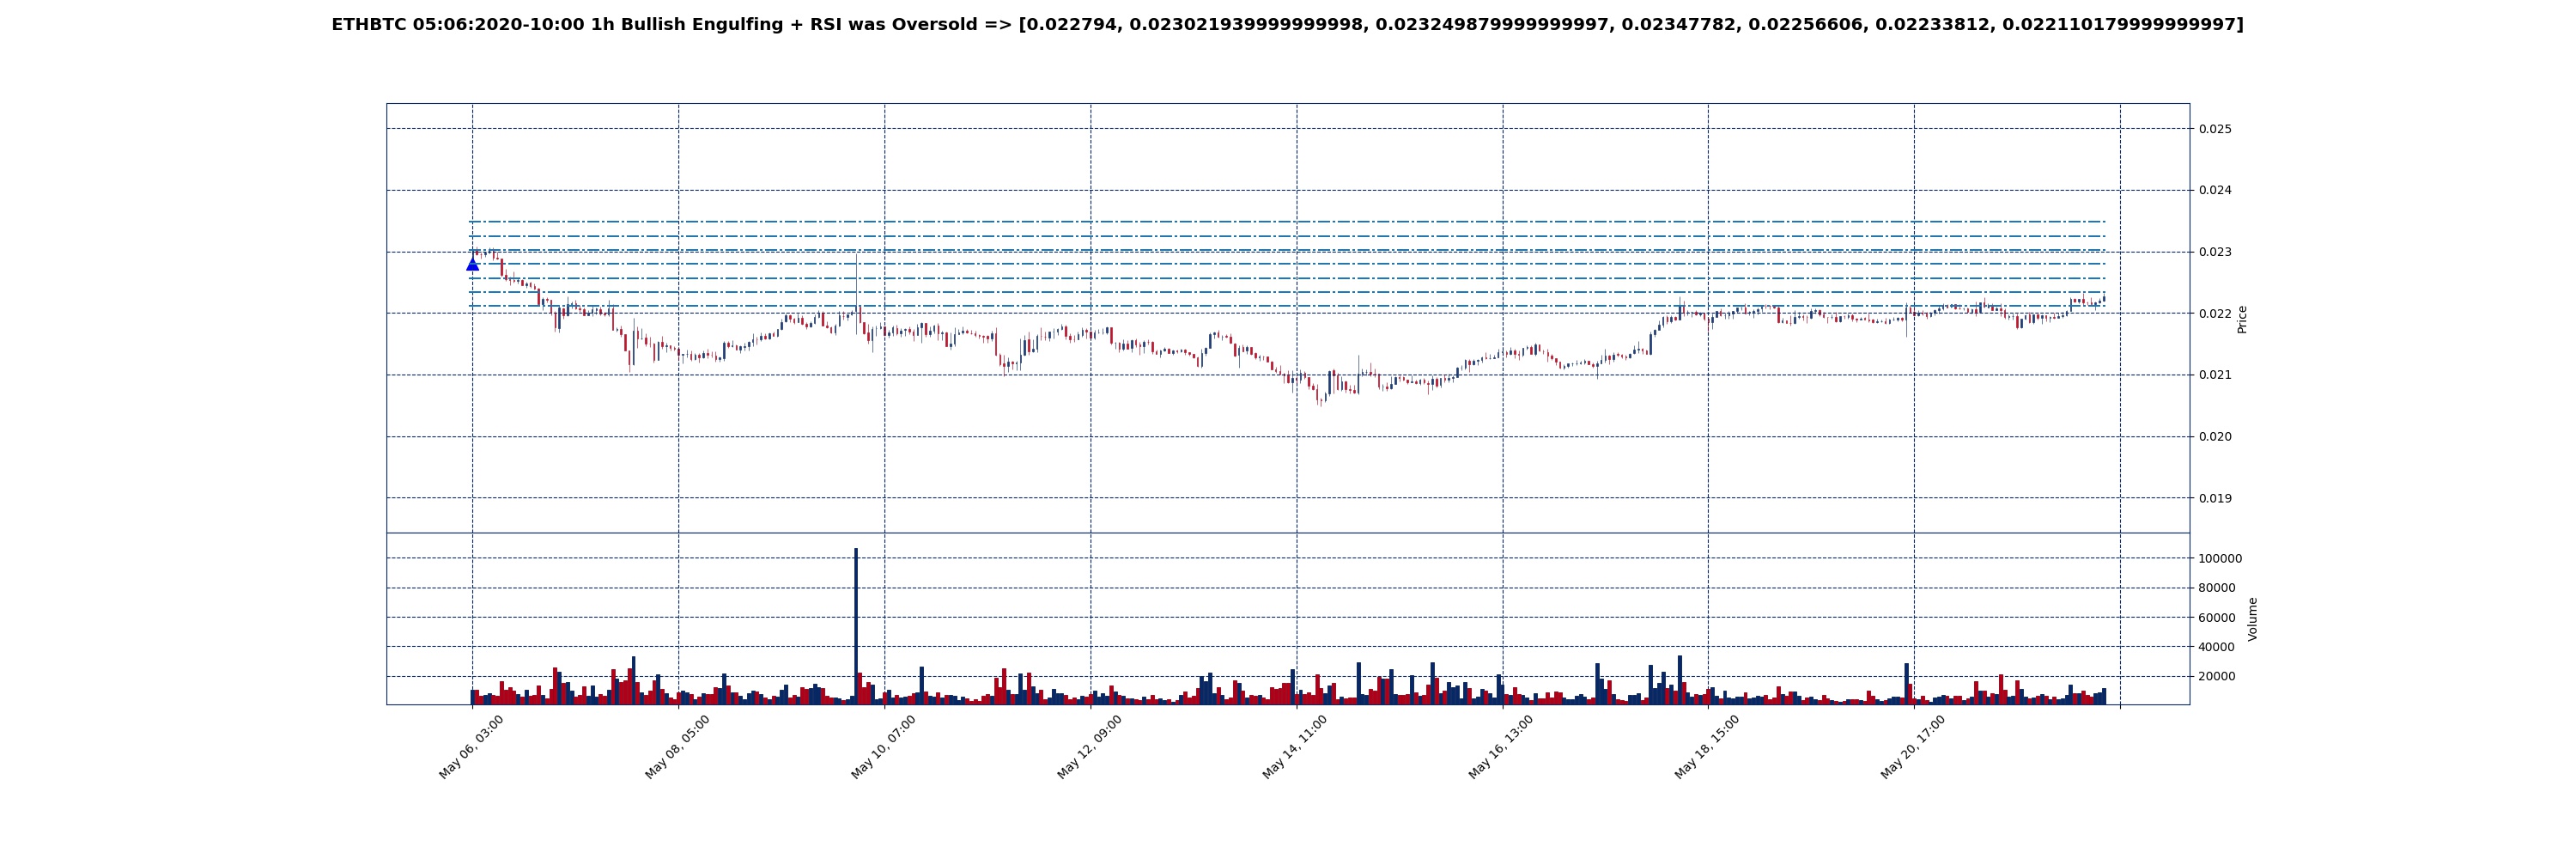 ETHBTC 05:06:2020-10:00 1h Bullish Engulfing + RSI was Oversold => [0.022794, 0.023021939999999998, 0.023249879999999997, 0.02347782, 0.02256606, 0.02233812, 0.022110179999999997]
0.025
0.024
0.023
0.022
0.021
0.020
0.019
Price
100000
80000
60000
40000
20000
Volume
May 06, 03:00
May 08, 05:00
May 10, 07:00
May 12, 09:00
May 14, 11:00
May 16, 13:00
May 18, 15:00
May 20, 17:00